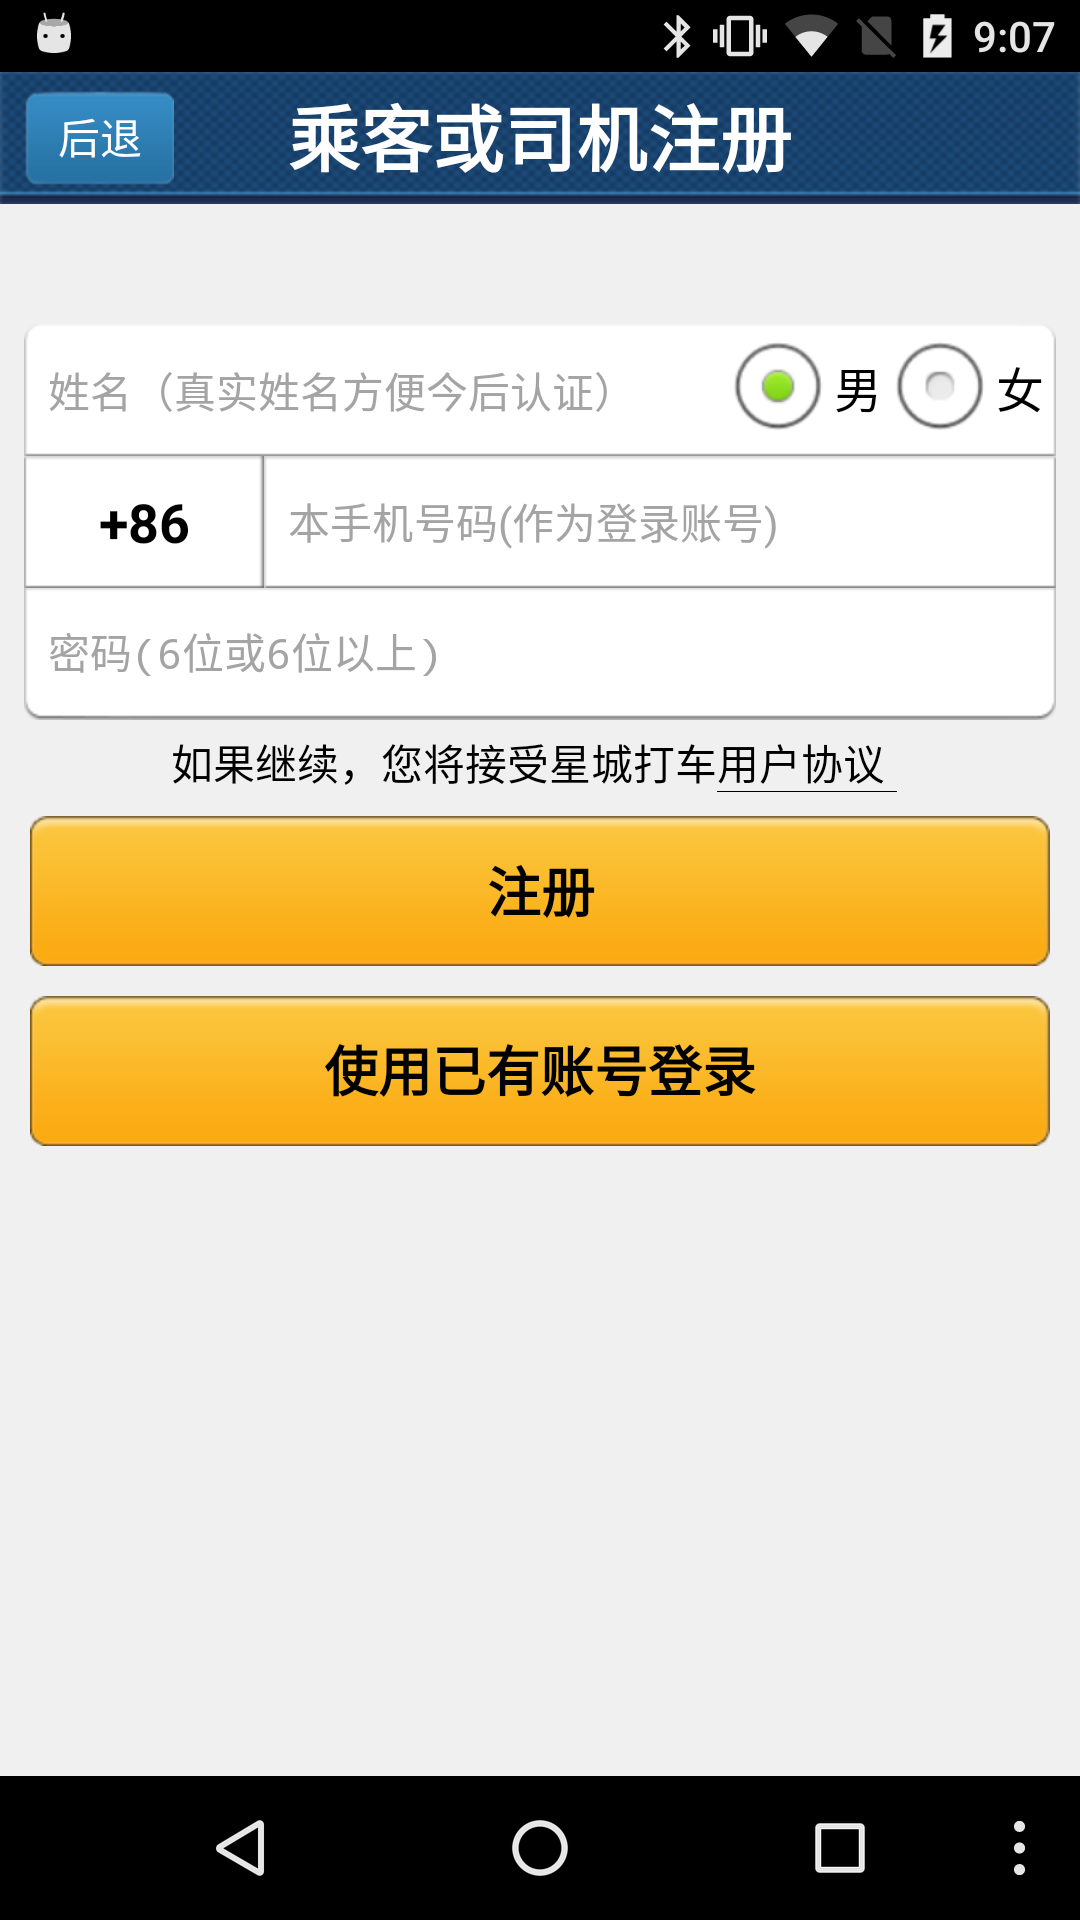 9:07
后退
乘客或司机注册
姓名（真实姓名方便今后认证）
男
女
+86
本手机号码(作为登录账号)
密码(6位或6位以上)
如果继续，您将接受星城打车用户协议
注册
使用已有账号登录